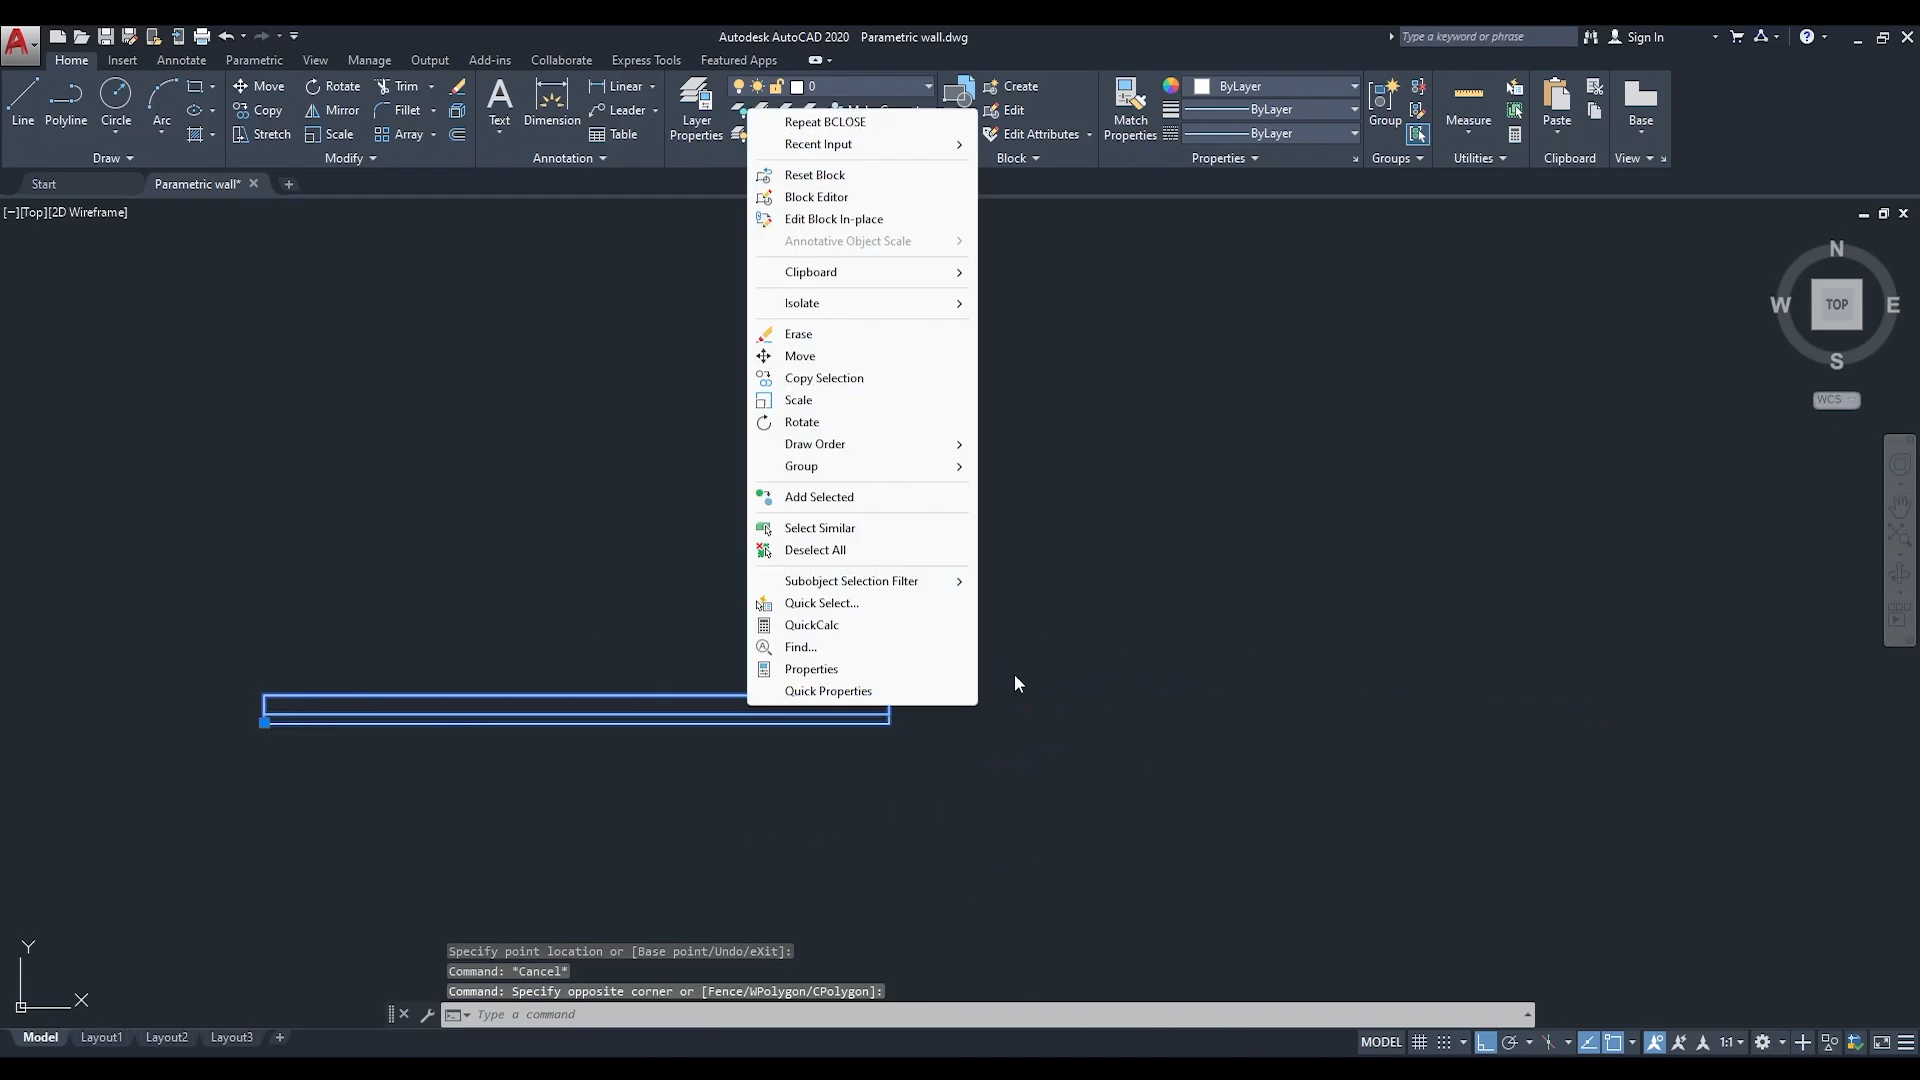 Autodesk AutoCAD 2020 Parametric wall.dwg
Type a keyword or phrase
Sign In
Home Insert Annotate Parametric View Manage Output Add-ins Collaborate Express Tools Featured Apps
Line
Polyline
Circle
Arc
Draw
Move
Copy
Stretch
Rotate
Mirror
Scale
Trim
Fillet
Array
Modify
Text
Dimension
Linear
Leader
Table
Annotation
Layer
Properties
0
Create
Edit
Edit Attributes
Block
Match
Properties
ByLayer
ByLayer
ByLayer
Properties
Group
Groups
Measure
Utilities
Paste
Clipboard
Base
View
Start
Parametric wall*
[−][Top][2D Wireframe]
Repeat BCLOSE
Recent Input
Reset Block
Block Editor
Edit Block In-place
Annotative Object Scale
Clipboard
Isolate
Erase
Move
Copy Selection
Scale
Rotate
Draw Order
Group
Add Selected
Select Similar
Deselect All
Subobject Selection Filter
Quick Select...
QuickCalc
Find...
Properties
Quick Properties
N
W
TOP
E
S
WCS
Y
X
Specify point location or [Base point/Undo/eXit]:
Command: *Cancel*
Command: Specify opposite corner or [Fence/WPolygon/CPolygon]:
Type a command
Model Layout1 Layout2 Layout3
MODEL
1:1